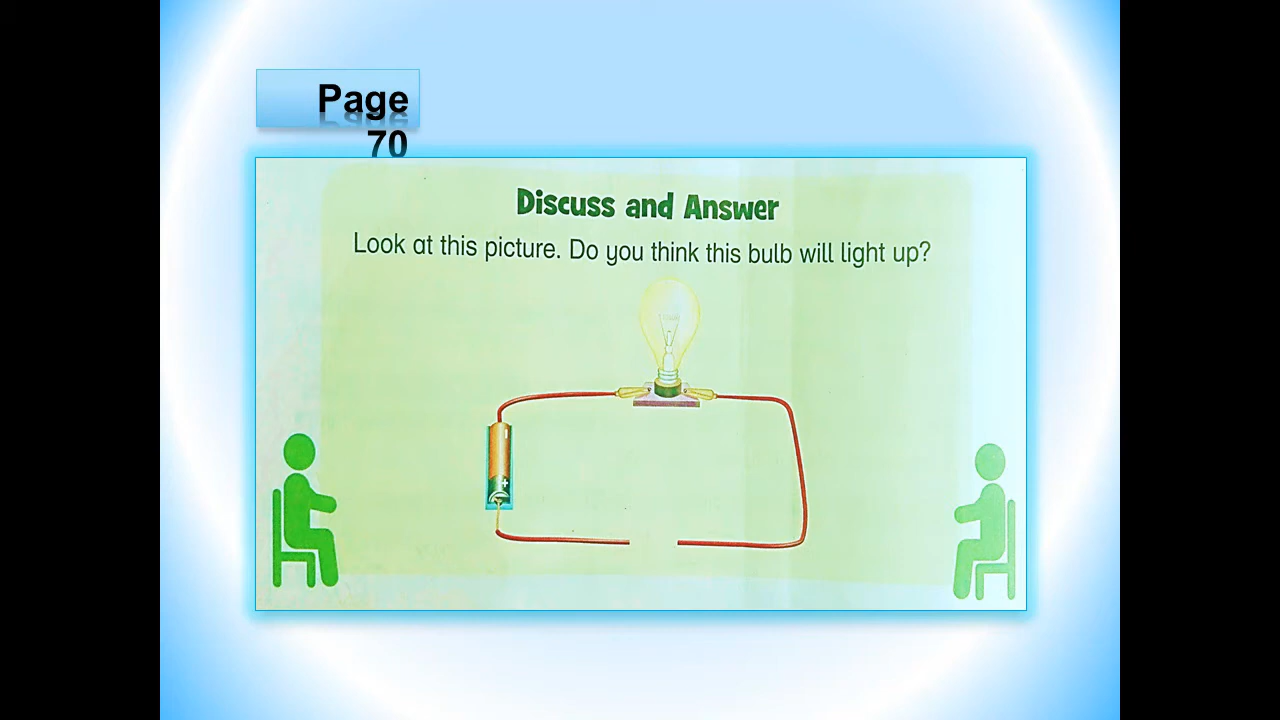 Page
70
Discuss and Answer
Look at this picture. Do you think this bulb will light up?
+